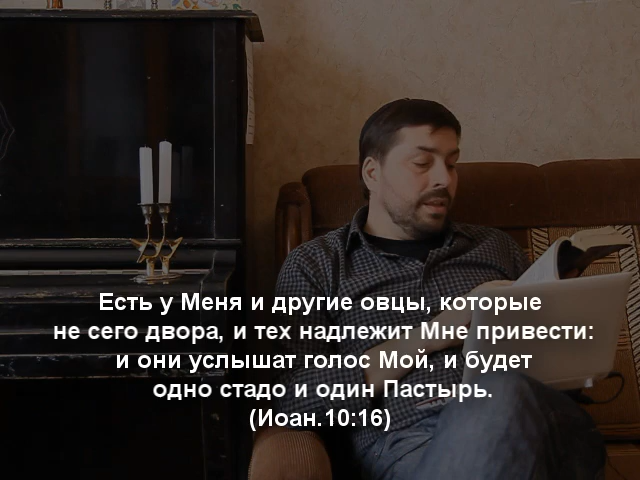 Есть у Меня и другие овцы, которые
не сего двора, и тех надлежит Мне привести:
и они услышат голос Мой, и будет
одно стадо и один Пастырь.
(Иоан.10:16)